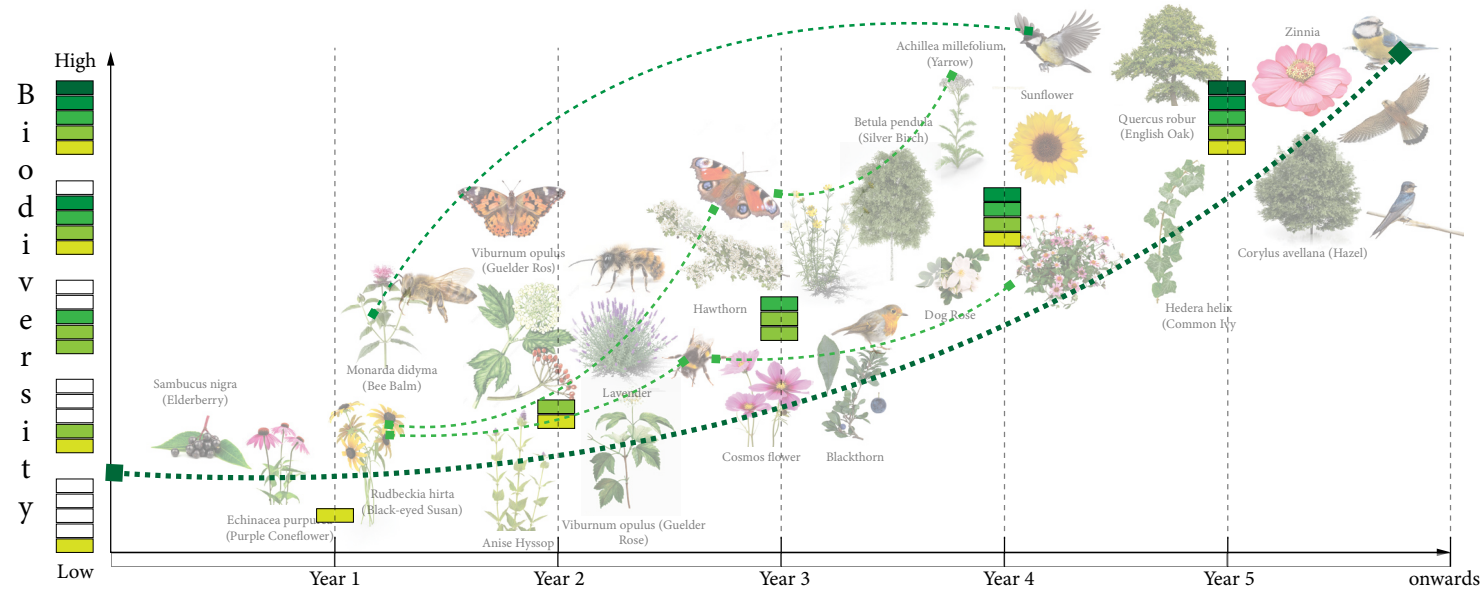 High
B
i
o
d
i
v
e
r
s
i
t
y
Low
Sambucus nigra
(Elderberry)
Echinacea purpurea
(Purple Coneflower)
Monarda didyma
(Bee Balm)
Rudbeckia hirta
(Black-eyed Susan)
Viburnum opulus
(Guelder Ros)
Anise Hyssop
Lavender
Viburnum opulus (Guelder
Rose)
Hawthorn
Cosmos flower
Betula pendula
(Silver Birch)
Blackthorn
Achillea millefolium
(Yarrow)
Dog Rose
Sunflower
Quercus robur
(English Oak)
Hedera helix
(Common Ivy
Zinnia
Corylus avellana (Hazel)
Year 1
Year 2
Year 3
Year 4
Year 5
onwards